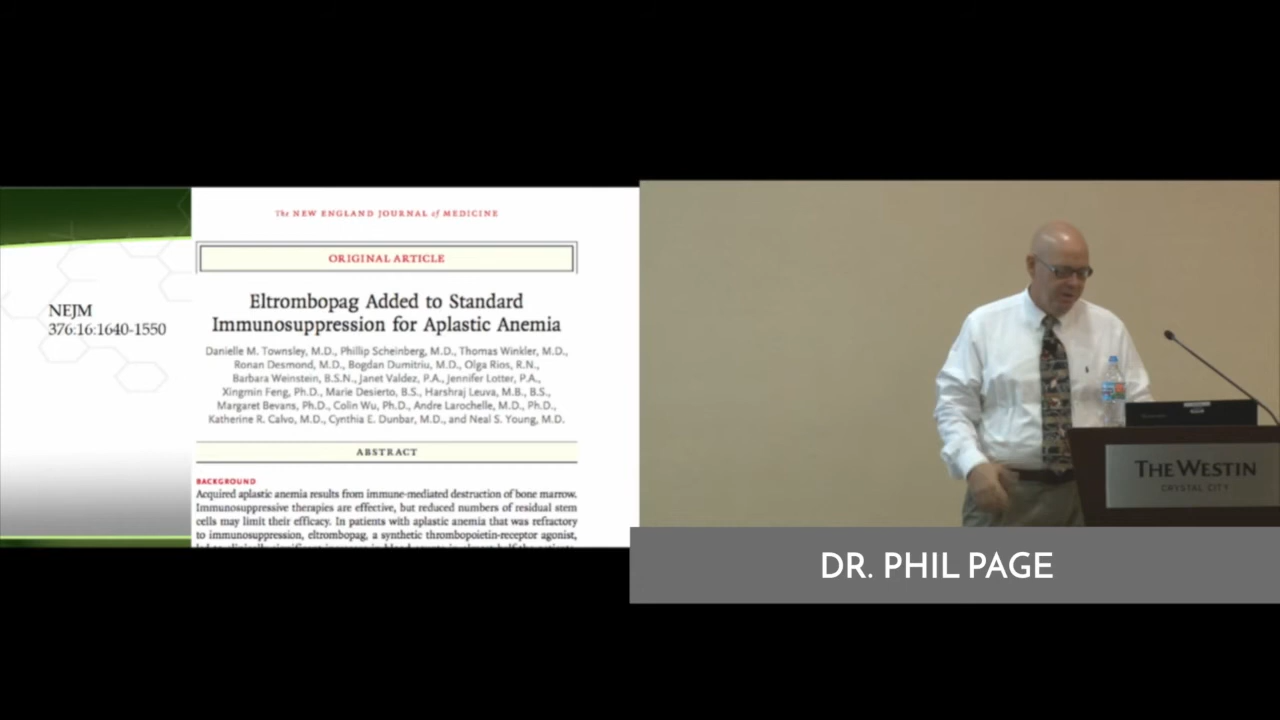 NEJM
376:16:1640-1550
The NEW ENGLAND JOURNAL of MEDICINE
ORIGINAL ARTICLE
Eltrombopag Added to Standard
Immunosuppression for Aplastic Anemia
Danielle M. Townsley, M.D., Phillip Scheinberg, M.D., Thomas Winkler, M.D.,
Ronan Desmond, M.D., Bogdan Dumitriu, M.D., Olga Rios, R.N.,
Barbara Weinstein, B.S.N., Janet Valdez, P.A., Jennifer Lotter, P.A.,
Xingmin Feng, Ph.D., Marie Desierto, B.S., Harshraj Leuva, M.B., B.S.,
Margaret Bevans, Ph.D., Colin Wu, Ph.D., Andre Larochelle, M.D., Ph.D.,
Katherine R. Calvo, M.D., Cynthia E. Dunbar, M.D., and Neal S. Young, M.D.
ABSTRACT
BACKGROUND
Acquired aplastic anemia results from immune-mediated destruction of bone marrow.
Immunosuppressive therapies are effective, but reduced numbers of residual stem
cells may limit their efficacy. In patients with aplastic anemia that was refractory
to immunosuppression, eltrombopag, a synthetic thrombopoietin-receptor agonist,
THE WESTIN
CRYSTAL CITY
DR. PHIL PAGE